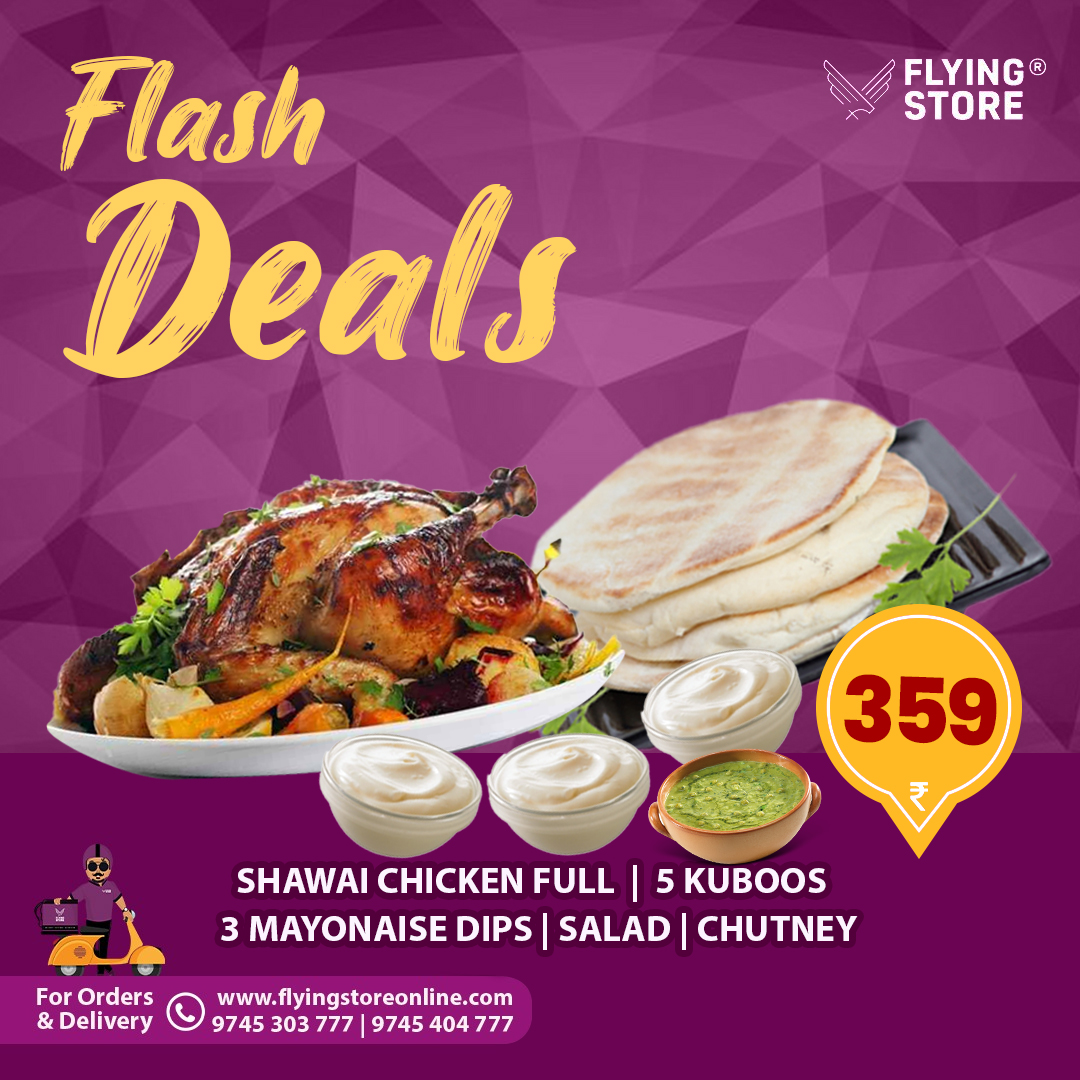 Flash
Deals
FLYING®
STORE
359
₹
SHAWAI CHICKEN FULL | 5 KUBOOS
3 MAYONAISE DIPS | SALAD | CHUTNEY
For Orders
& Delivery
www.flyingstoreonline.com
9745 303 777 | 9745 404 777